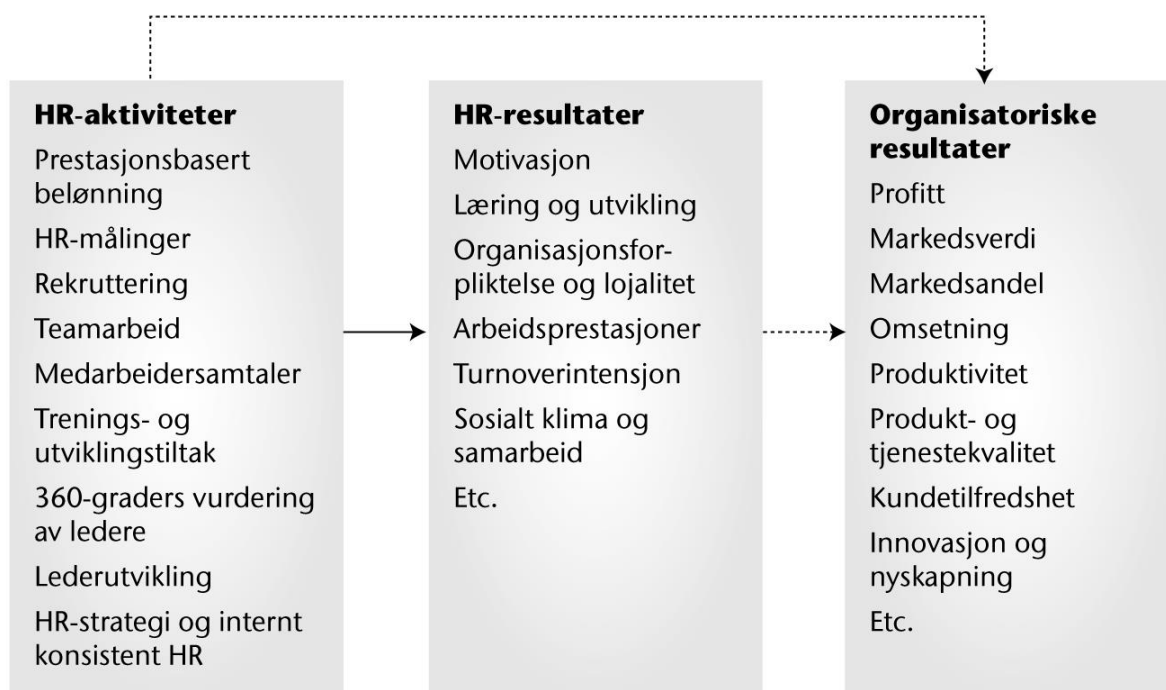 HR-aktiviteter
Prestasjonsbasert
belønning
HR-målinger
Rekruttering
Teamarbeid
Medarbeidersamtaler
Trenings- og
utviklingstiltak
360-graders vurdering
av ledere
Lederutvikling
HR-strategi og internt
konsistent HR
HR-resultater
Motivasjon
Læring og utvikling
Organisasjonsfor-
pliktelse og lojalitet
Arbeidsprestasjoner
Turnoverintensjon
Sosialt klima og
samarbeid
Etc.
Organisatoriske
resultater
Profitt
Markedsverdi
Markedsandel
Omsetning
Produktivitet
Produkt- og
tjenestekvalitet
Kundetilfredshet
Innovasjon og
nyskapning
Etc.